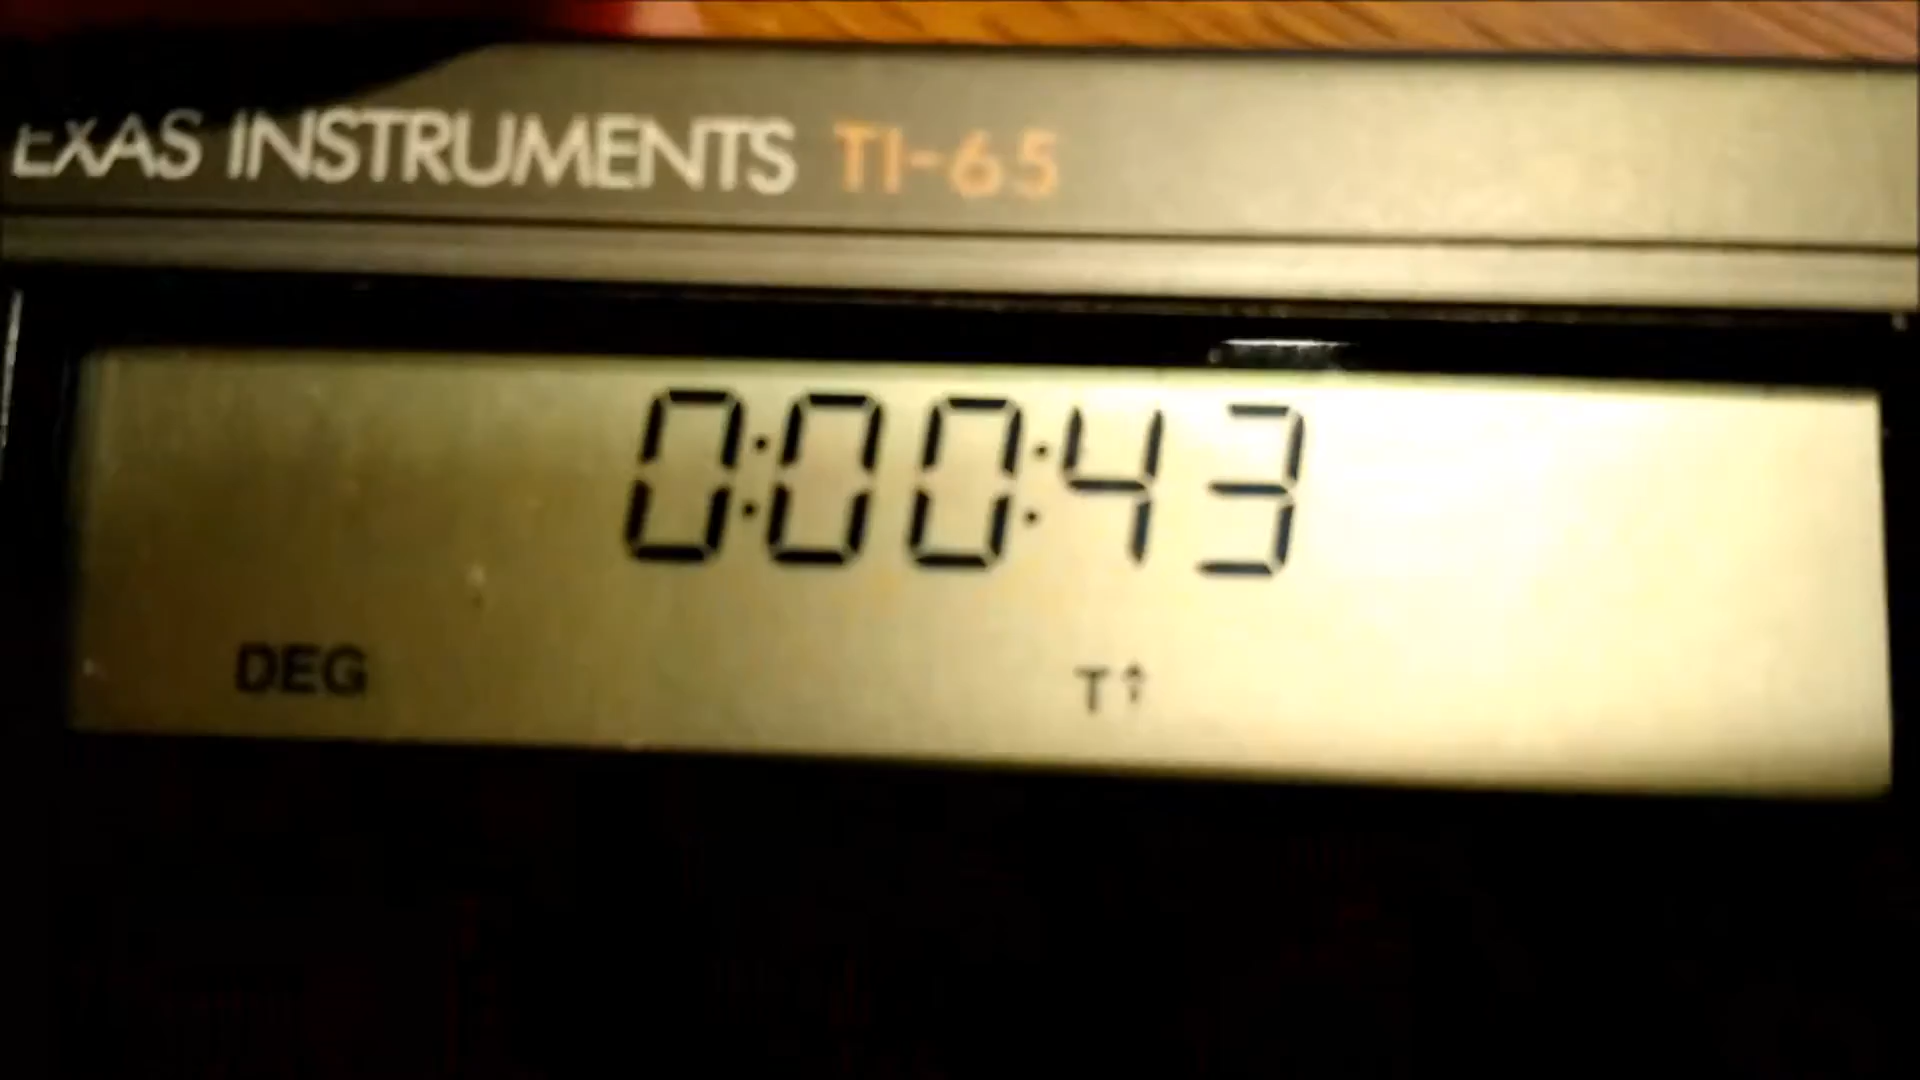 EXAS INSTRUMENTS TI-65
0:00:43
DEG T↑